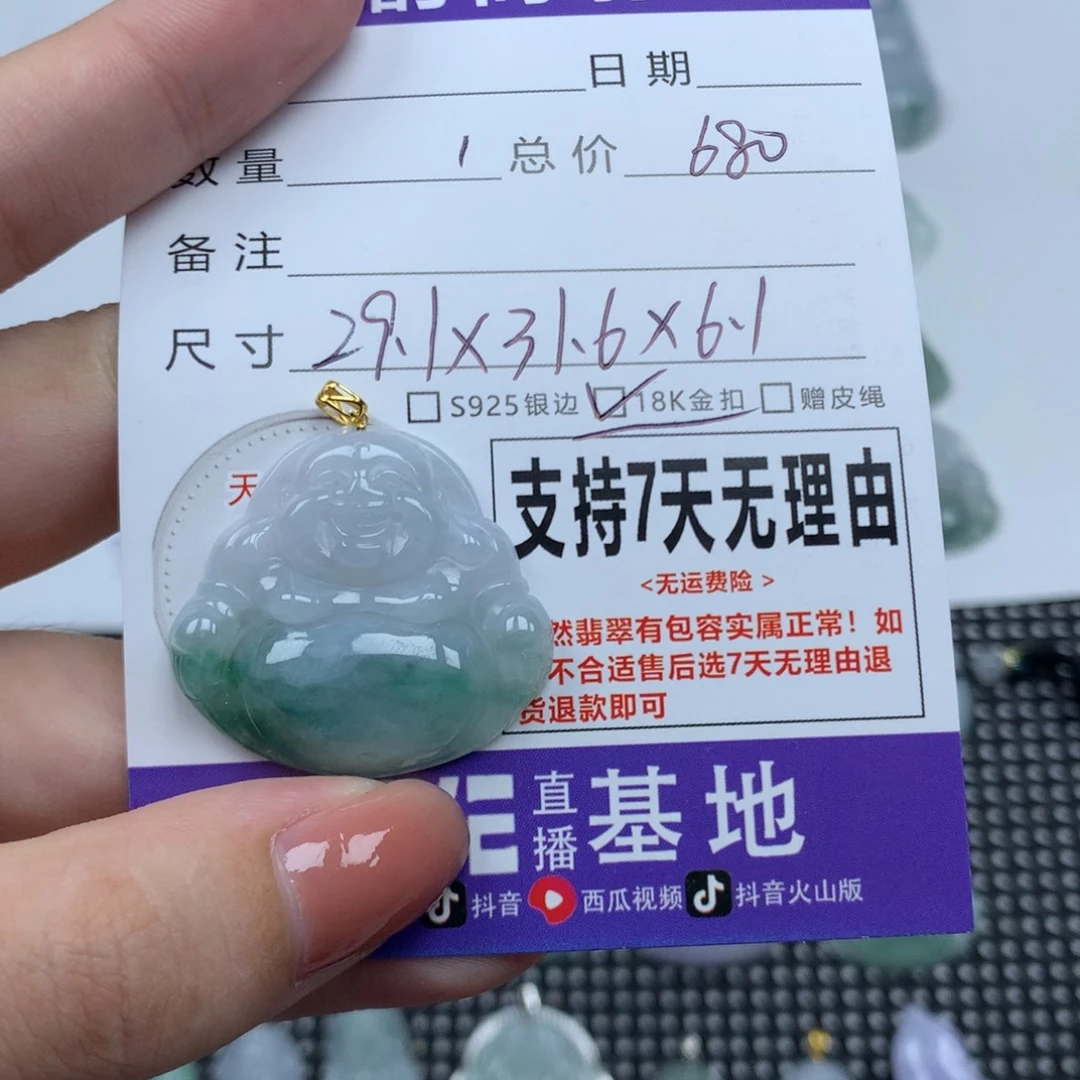 日期
数量 1 总价 680
备注
尺寸 29.1×31.6×6.1
S925银边 18K金扣 赠皮绳
支持7天无理由
<无运费险>
天
然翡翠有包容实属正常！如
不合适售后选7天无理由退
货退款即可
直播基地
抖音 西瓜视频 抖音火山版